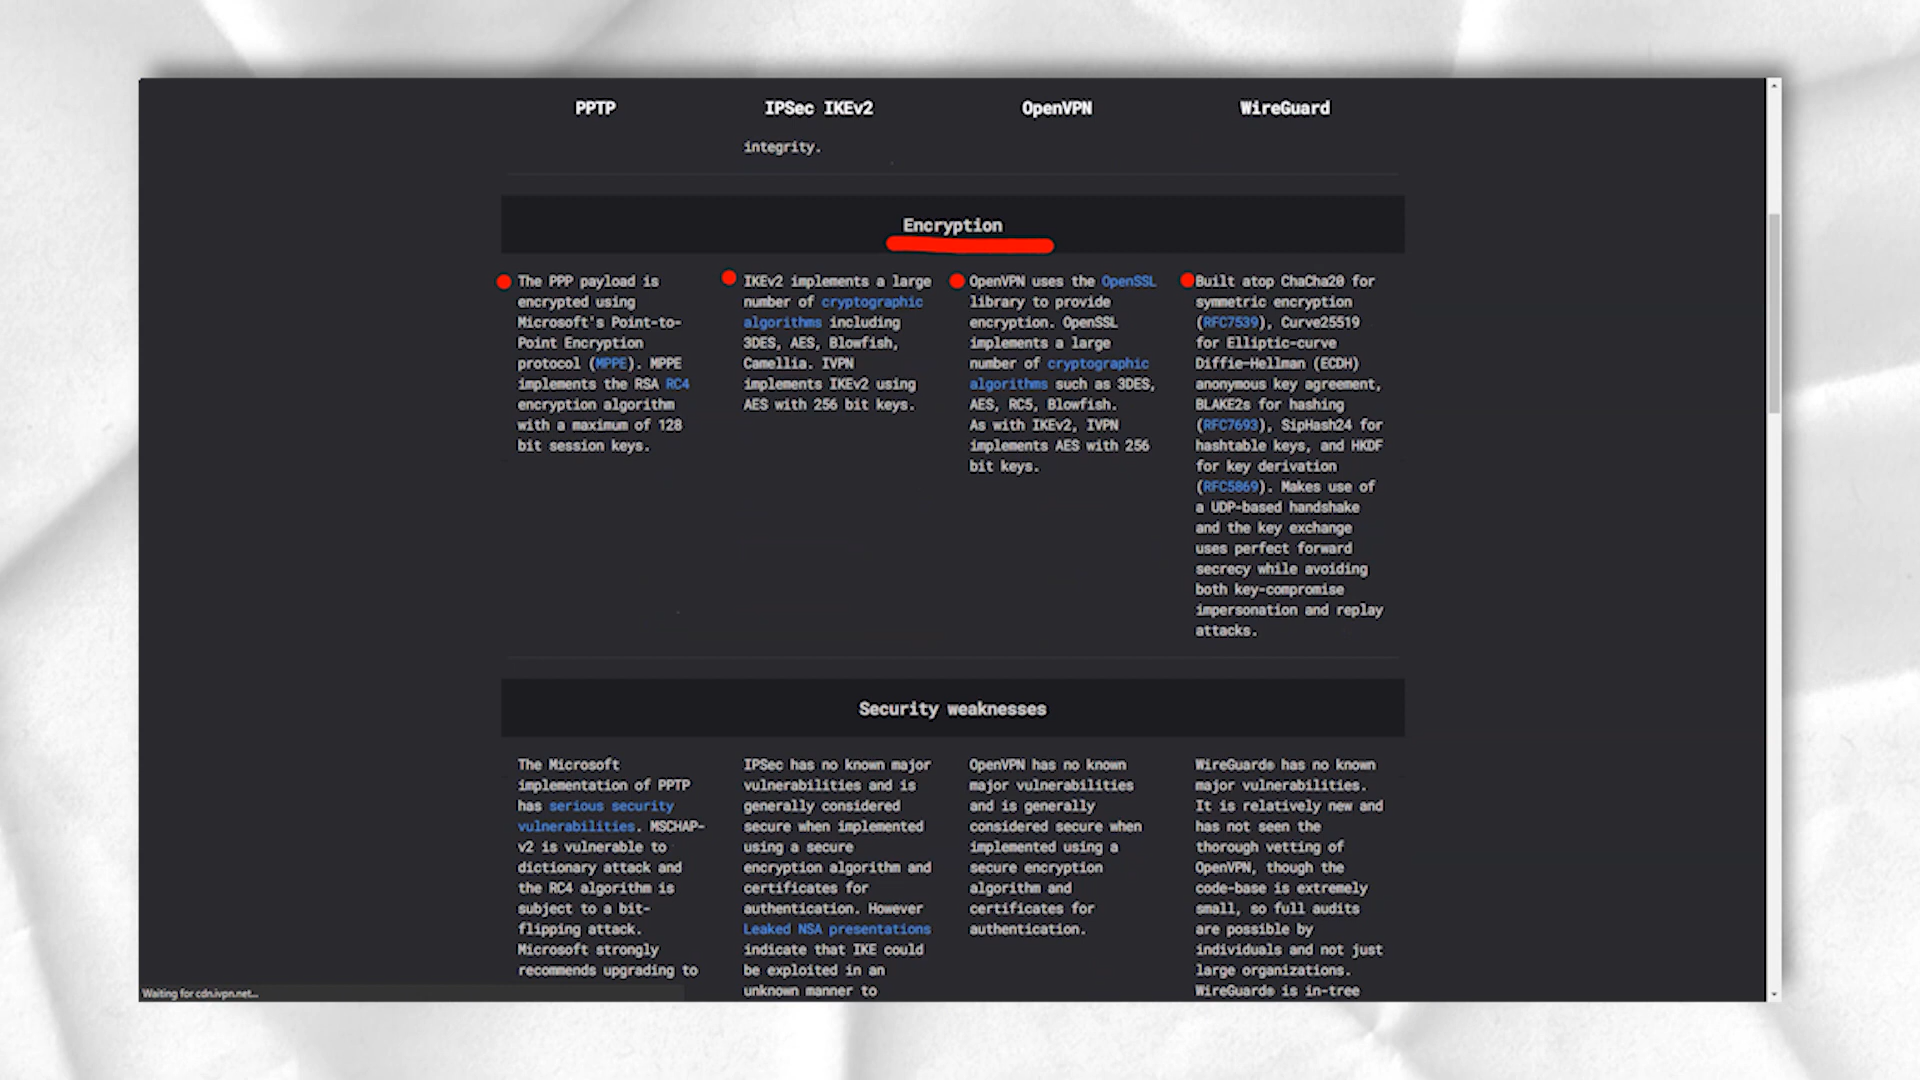 PPTP IPSec IKEv2 OpenVPN WireGuard
integrity.
Encryption
The PPP payload is
encrypted using
Microsoft's Point-to-
Point Encryption
protocol (MPPE). MPPE
implements the RSA RC4
encryption algorithm
with a maximum of 128
bit session keys.
IKEv2 implements a large
number of cryptographic
algorithms including
3DES, AES, Blowfish,
Camellia. IVPN
implements IKEv2 using
AES with 256 bit keys.
OpenVPN uses the OpenSSL
library to provide
encryption. OpenSSL
implements a large
number of cryptographic
algorithms such as 3DES,
AES, RC5, Blowfish.
As with IKEv2, IVPN
implements AES with 256
bit keys.
Built atop ChaCha20 for
symmetric encryption
(RFC7539), Curve25519
for Elliptic-curve
Diffie-Hellman (ECDH)
anonymous key agreement,
BLAKE2s for hashing
(RFC7693), SipHash24 for
hashtable keys, and HKDF
for key derivation
(RFC5869). Makes use of
a UDP-based handshake
and the key exchange
uses perfect forward
secrecy while avoiding
both key-compromise
impersonation and replay
attacks.
Security weaknesses
The Microsoft
implementation of PPTP
has serious security
vulnerabilities. MSCHAP-
v2 is vulnerable to
dictionary attack and
the RC4 algorithm is
subject to a bit-
flipping attack.
Microsoft strongly
recommends upgrading to
IPSec has no known major
vulnerabilities and is
generally considered
secure when implemented
using a secure
encryption algorithm and
certificates for
authentication. However
Leaked NSA presentations
indicate that IKE could
be exploited in an
unknown manner to
OpenVPN has no known
major vulnerabilities
and is generally
considered secure when
implemented using a
secure encryption
algorithm and
certificates for
authentication.
WireGuard® has no known
major vulnerabilities.
It is relatively new and
has not seen the
thorough vetting of
OpenVPN, though the
code-base is extremely
small, so full audits
are possible by
individuals and not just
large organizations.
WireGuard® is in-tree
Waiting for cdn.ivpn.net...